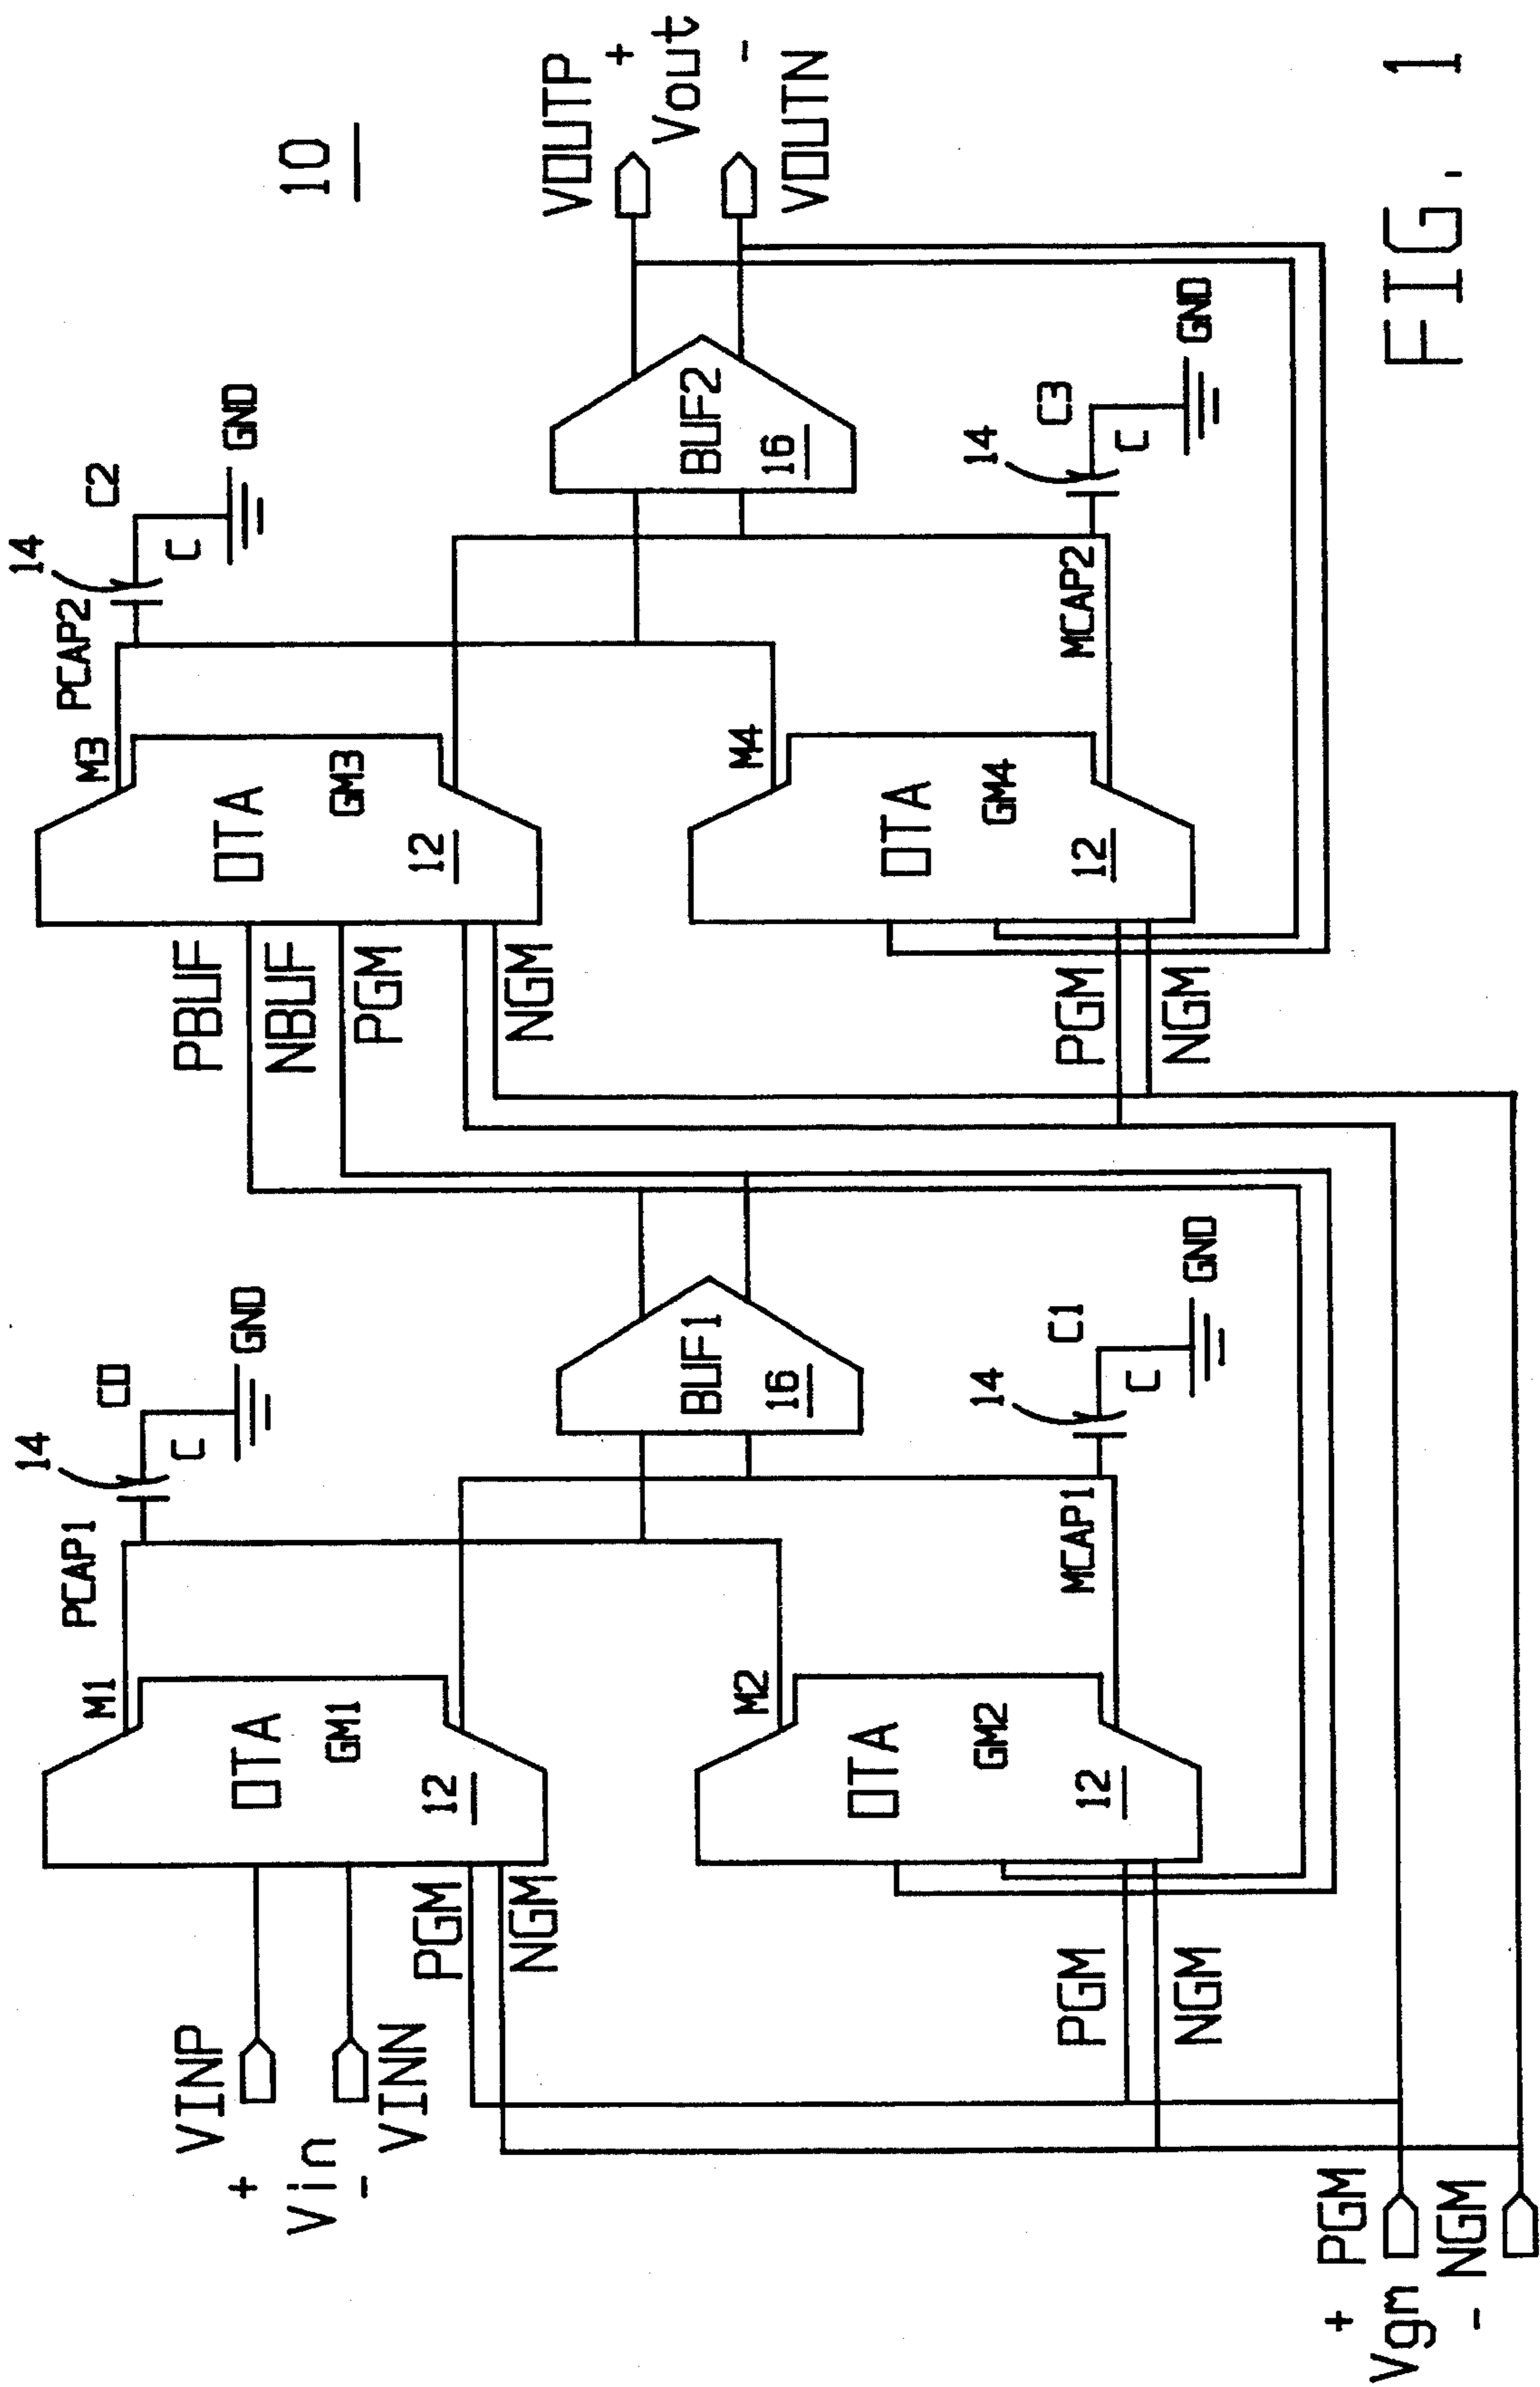 10
14
C0
C
GND
PCAP1
M1
OTA
GM1
12
VINP
+
Vin
-
VINN
PGM
NGM
M2
OTA
GM2
12
PGM
NGM
MCAP1
14
C1
C
GND
BUF1
16
14
C2
C
GND
PCAP2
M3
OTA
GM3
12
PBUF
NBUF
PGM
NGM
M4
OTA
GM4
12
PGM
NGM
MCAP2
14
C3
C
GND
BUF2
16
VOUTP
+
Vout
-
VOUTN
+ PGM
Vgm
- NGM
FIG. 1